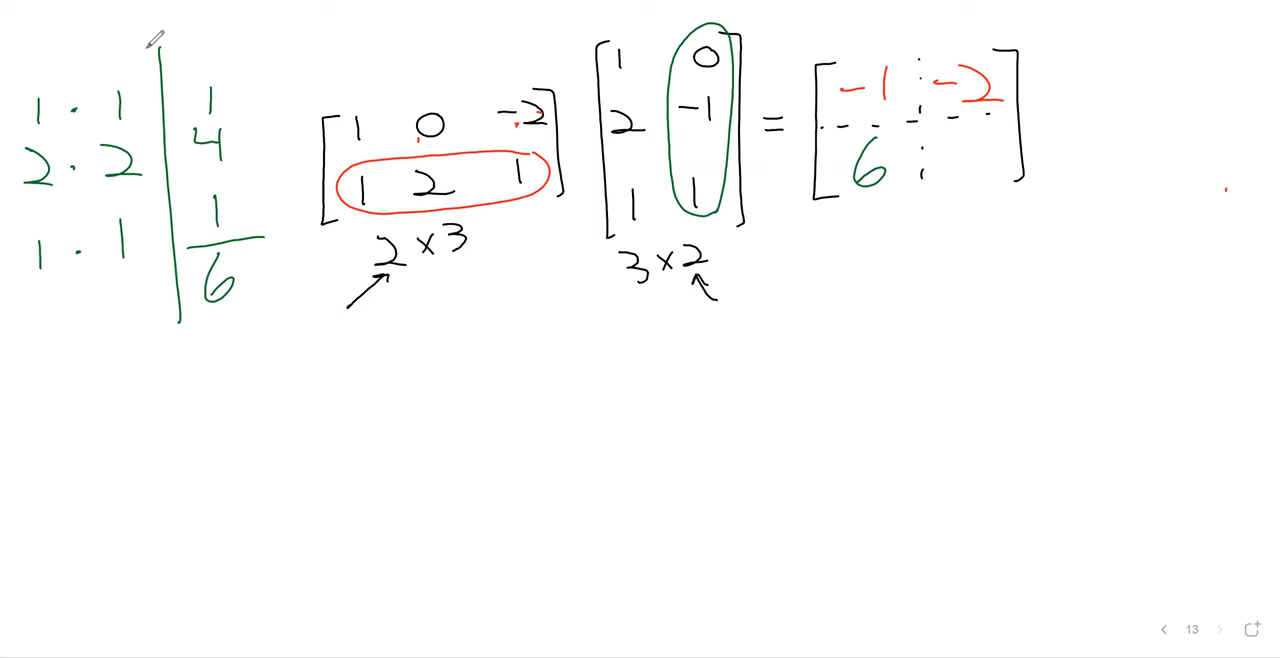 1 · 1 | 1
2 · 2 | 4
1 · 1 | 1
6
[ 1 0 -2
1 2 1 ]
2 x 3
[ 1 0
2 -1
1 1 ]
3 x 2
=
[ -1 -2
6 ]
13